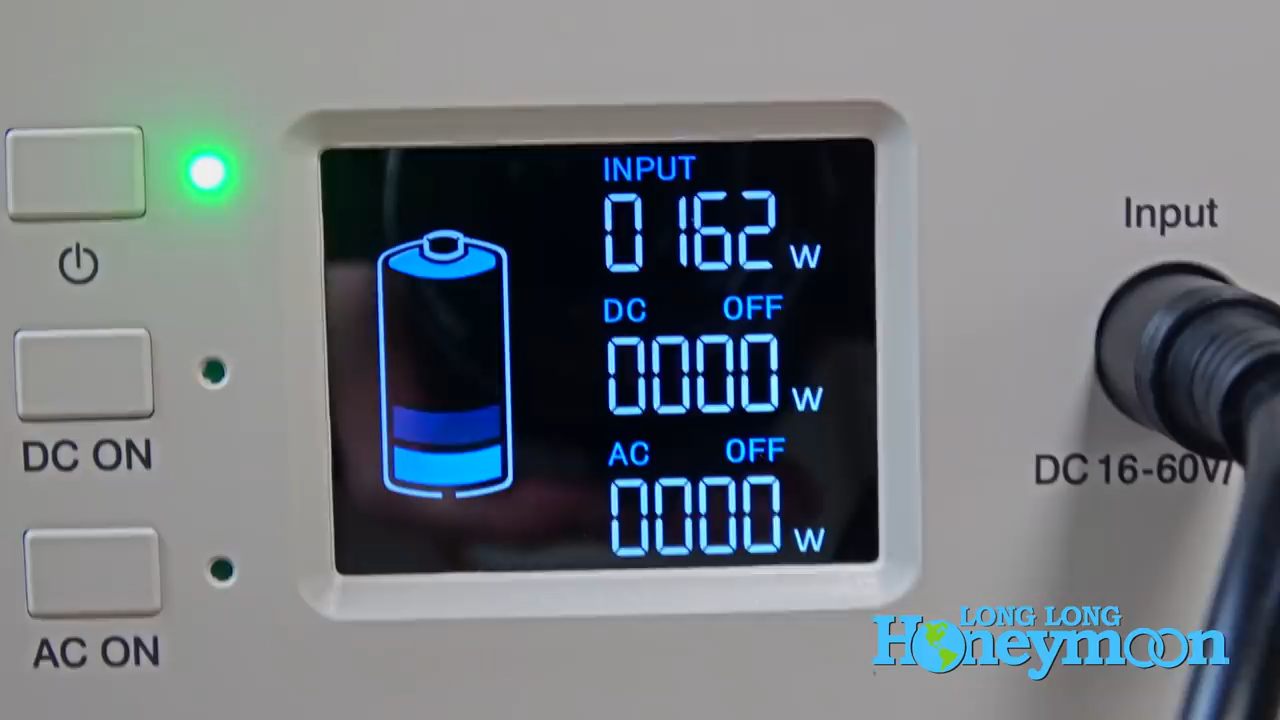 INPUT
0162 W
DC OFF
0000 W
AC OFF
0000 W
DC ON
AC ON
Input
DC 16-60V/
LONG LONG
Honeymoon